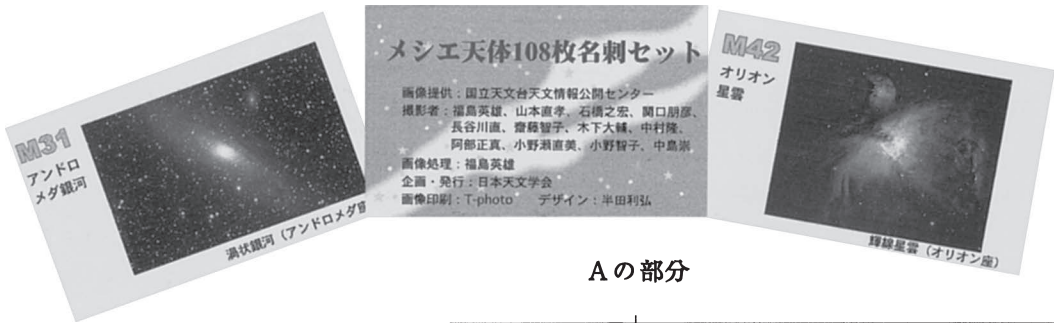 M31
アンドロ
メダ銀河
渦状銀河（アンドロメダ座
メシエ天体108枚名刺セット
画像提供：国立天文台天文情報公開センター
撮影者：福島英雄、山本直孝、石橋之宏、関口朋彦、
長谷川直、齋藤智子、木下大輔、中村隆、
阿部正真、小野瀬直美、小野智子、中島崇
画像処理：福島英雄
企画・発行：日本天文学会
画像印刷：T-photo　デザイン：半田利弘
M42
オリオン
星雲
輝線星雲（オリオン座）
Aの部分